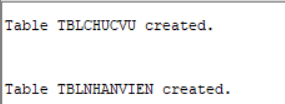 Table TBLCHUCVU created.
Table TBLNHANVIEN created.